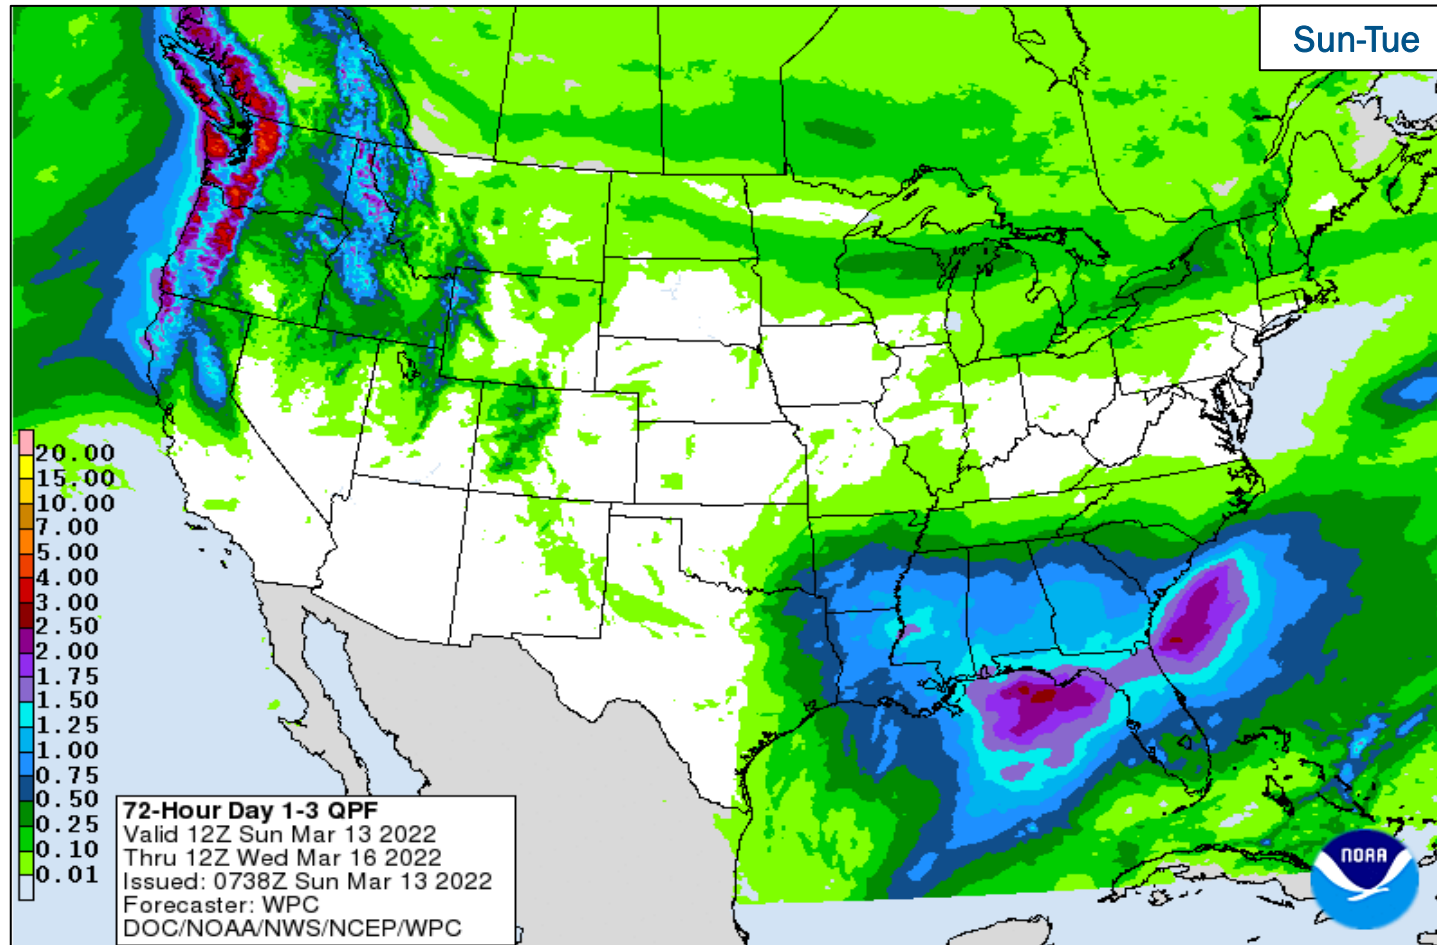 Sun-Tue
20.00
15.00
10.00
7.00
5.00
4.00
3.00
2.50
2.00
1.75
1.50
1.25
1.00
0.75
0.50
0.25
0.10
0.01
72-Hour Day 1-3 QPF
Valid 12Z Sun Mar 13 2022
Thru 12Z Wed Mar 16 2022
Issued: 0738Z Sun Mar 13 2022
Forecaster: WPC
DOC/NOAA/NWS/NCEP/WPC
NOAA